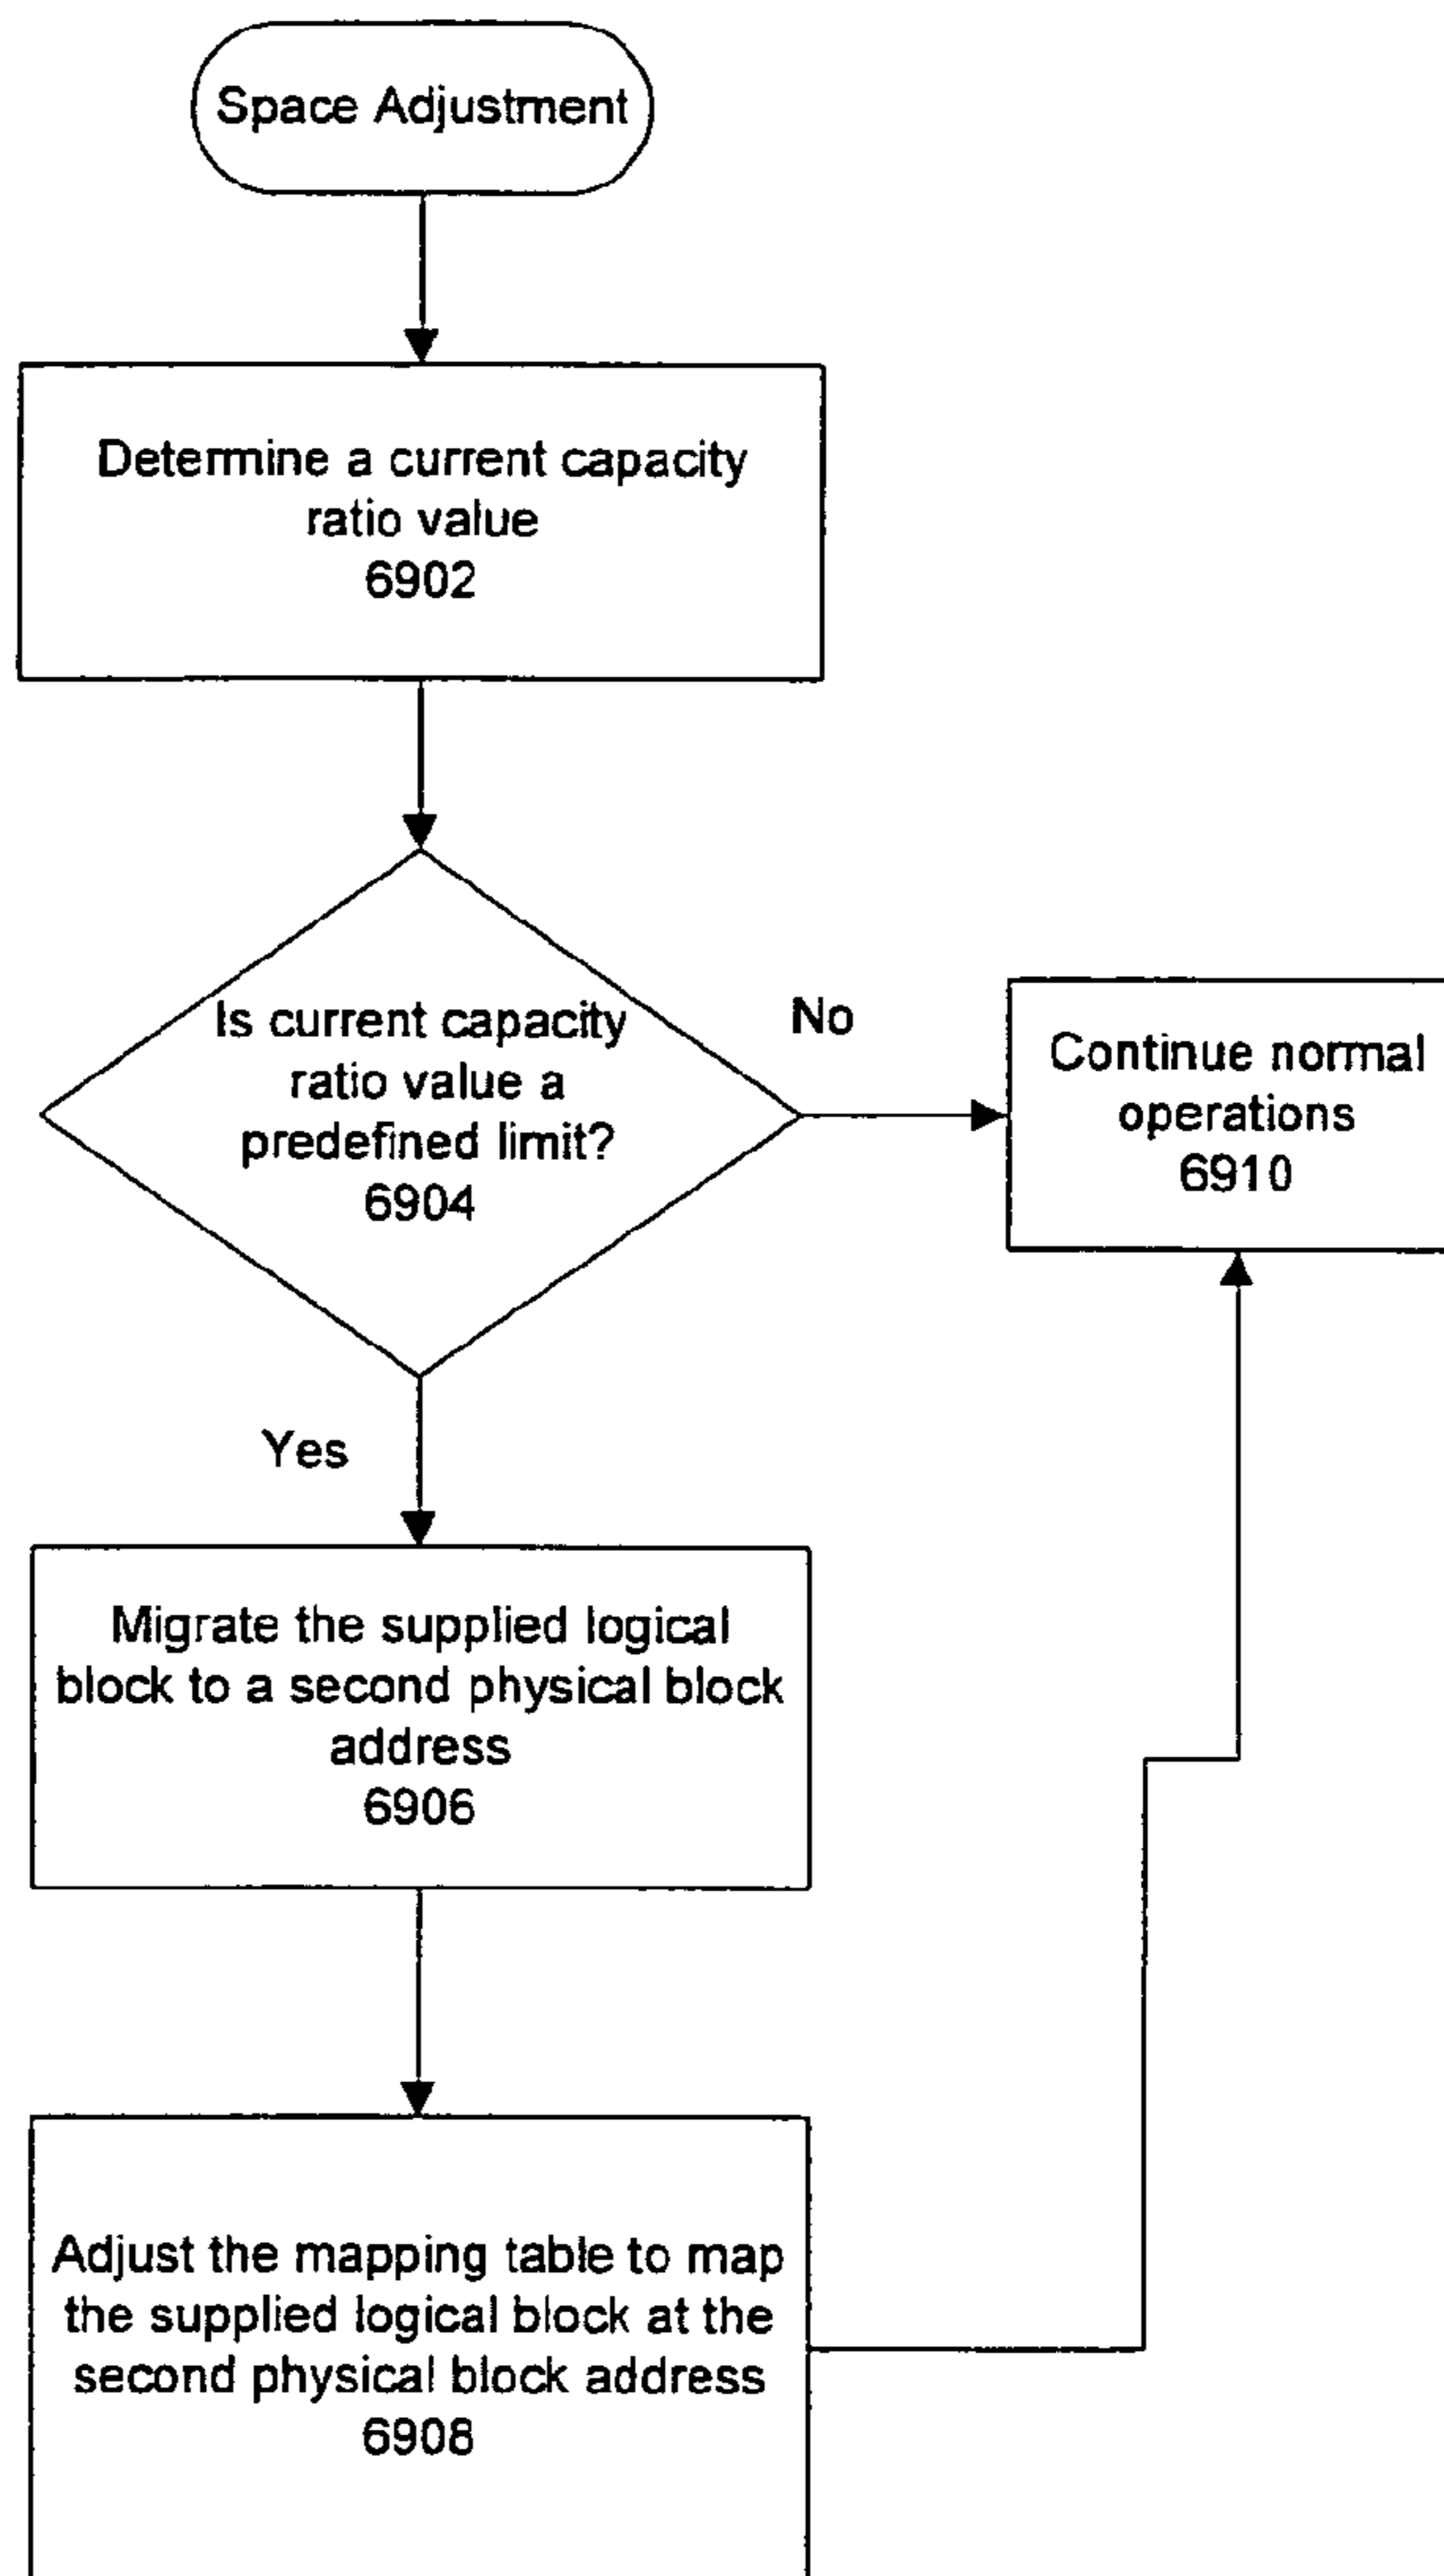 Space Adjustment
Determine a current capacity
ratio value
6902
Is current capacity
ratio value a
predefined limit?
6904
No
Continue normal
operations
6910
Yes
Migrate the supplied logical
block to a second physical block
address
6906
Adjust the mapping table to map
the supplied logical block at the
second physical block address
6908